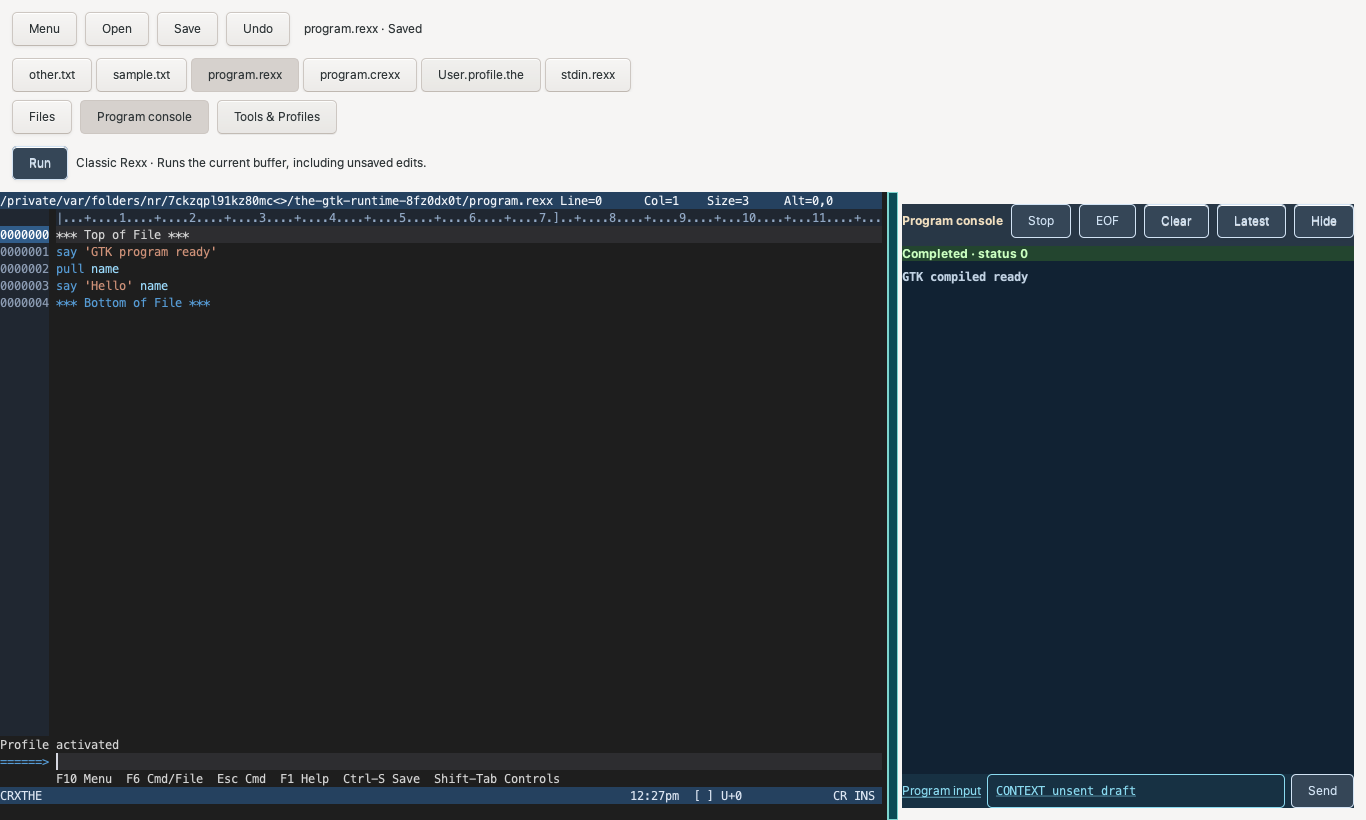 Menu Open Save Undo program.rexx · Saved
other.txt sample.txt program.rexx program.crexx User.profile.the stdin.rexx
Files Program console Tools & Profiles
Run Classic Rexx · Runs the current buffer, including unsaved edits.
/private/var/folders/nr/7ckzqpl91kz80mc<>/the-gtk-runtime-8fz0dx0t/program.rexx Line=0 Col=1 Size=3 Alt=0,0
|...+....1....+....2....+....3....+....4....+....5....+....6....+....7.]..+....8....+....9....+...10....+...11....+...
0000000 *** Top of File ***
0000001 say 'GTK program ready'
0000002 pull name
0000003 say 'Hello' name
0000004 *** Bottom of File ***
Profile activated
======>
F10 Menu F6 Cmd/File Esc Cmd F1 Help Ctrl-S Save Shift-Tab Controls
CRXTHE 12:27pm [ ] U+0 CR INS
Program console Stop EOF Clear Latest Hide
Completed · status 0
GTK compiled ready
Program input CONTEXT unsent draft Send